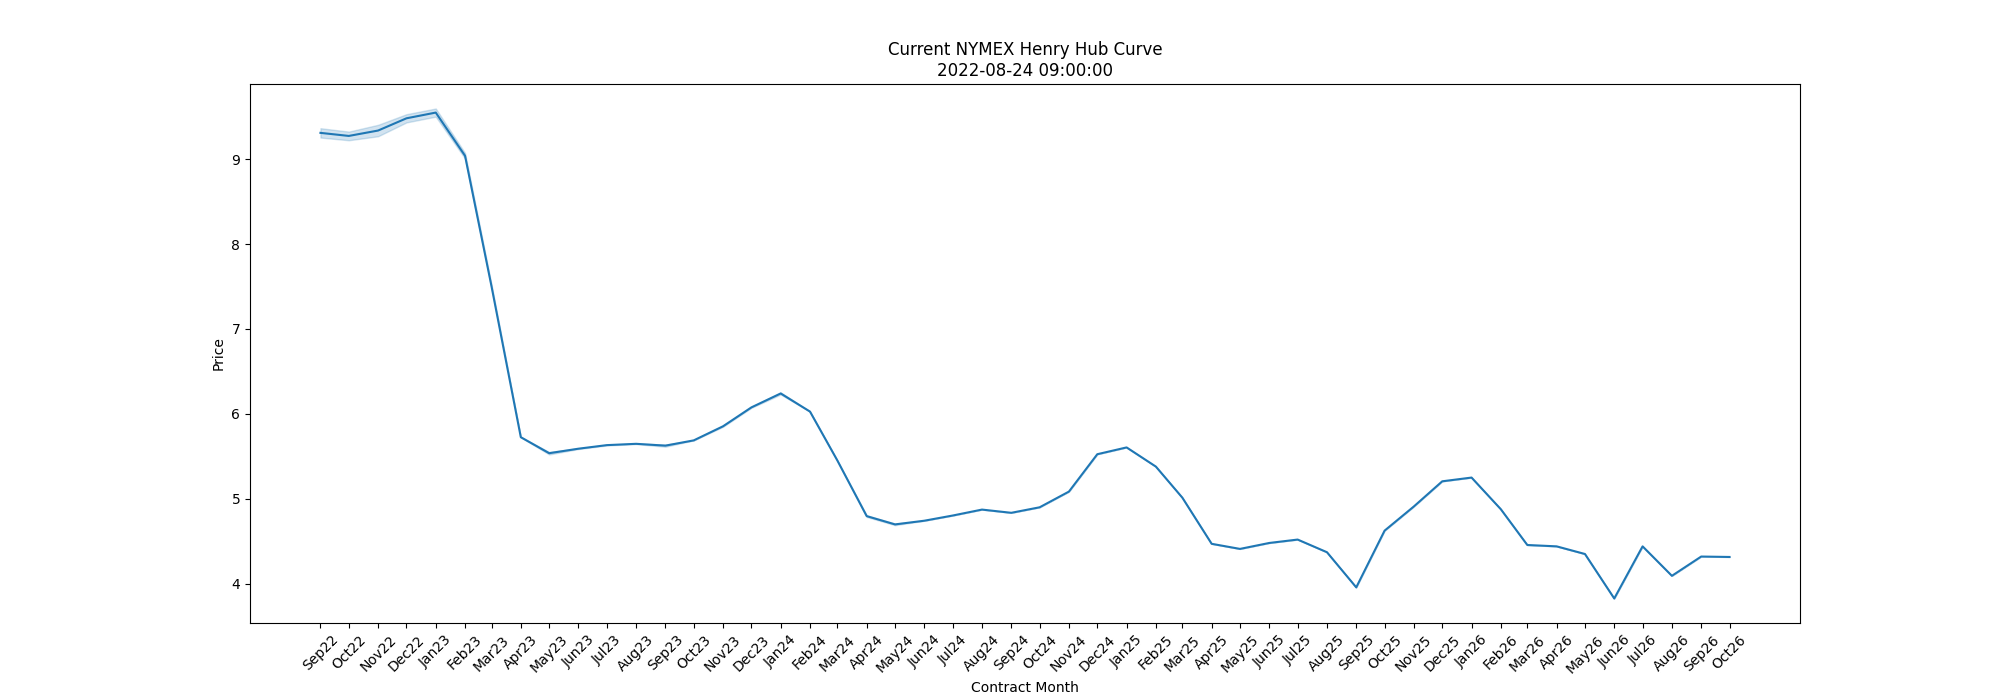 Current NYMEX Henry Hub Curve
2022-08-24 09:00:00
9
8
7
6
5
4
Price
Sep22
Oct22
Nov22
Dec22
Jan23
Feb23
Mar23
Apr23
May23
Jun23
Jul23
Aug23
Sep23
Oct23
Nov23
Dec23
Jan24
Feb24
Mar24
Apr24
May24
Jun24
Jul24
Aug24
Sep24
Oct24
Nov24
Dec24
Jan25
Feb25
Mar25
Apr25
May25
Jun25
Jul25
Aug25
Sep25
Oct25
Nov25
Dec25
Jan26
Feb26
Mar26
Apr26
May26
Jun26
Jul26
Aug26
Sep26
Oct26
Contract Month